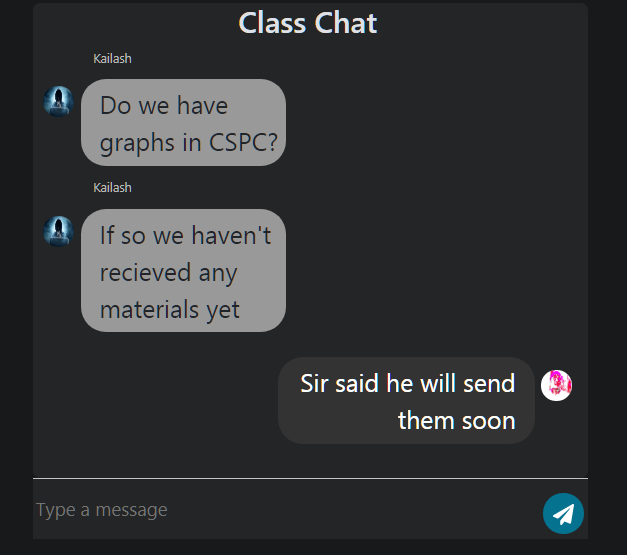 Class Chat
Kailash
Do we have
graphs in CSPC?
Kailash
If so we haven't
recieved any
materials yet
Sir said he will send
them soon
Type a message